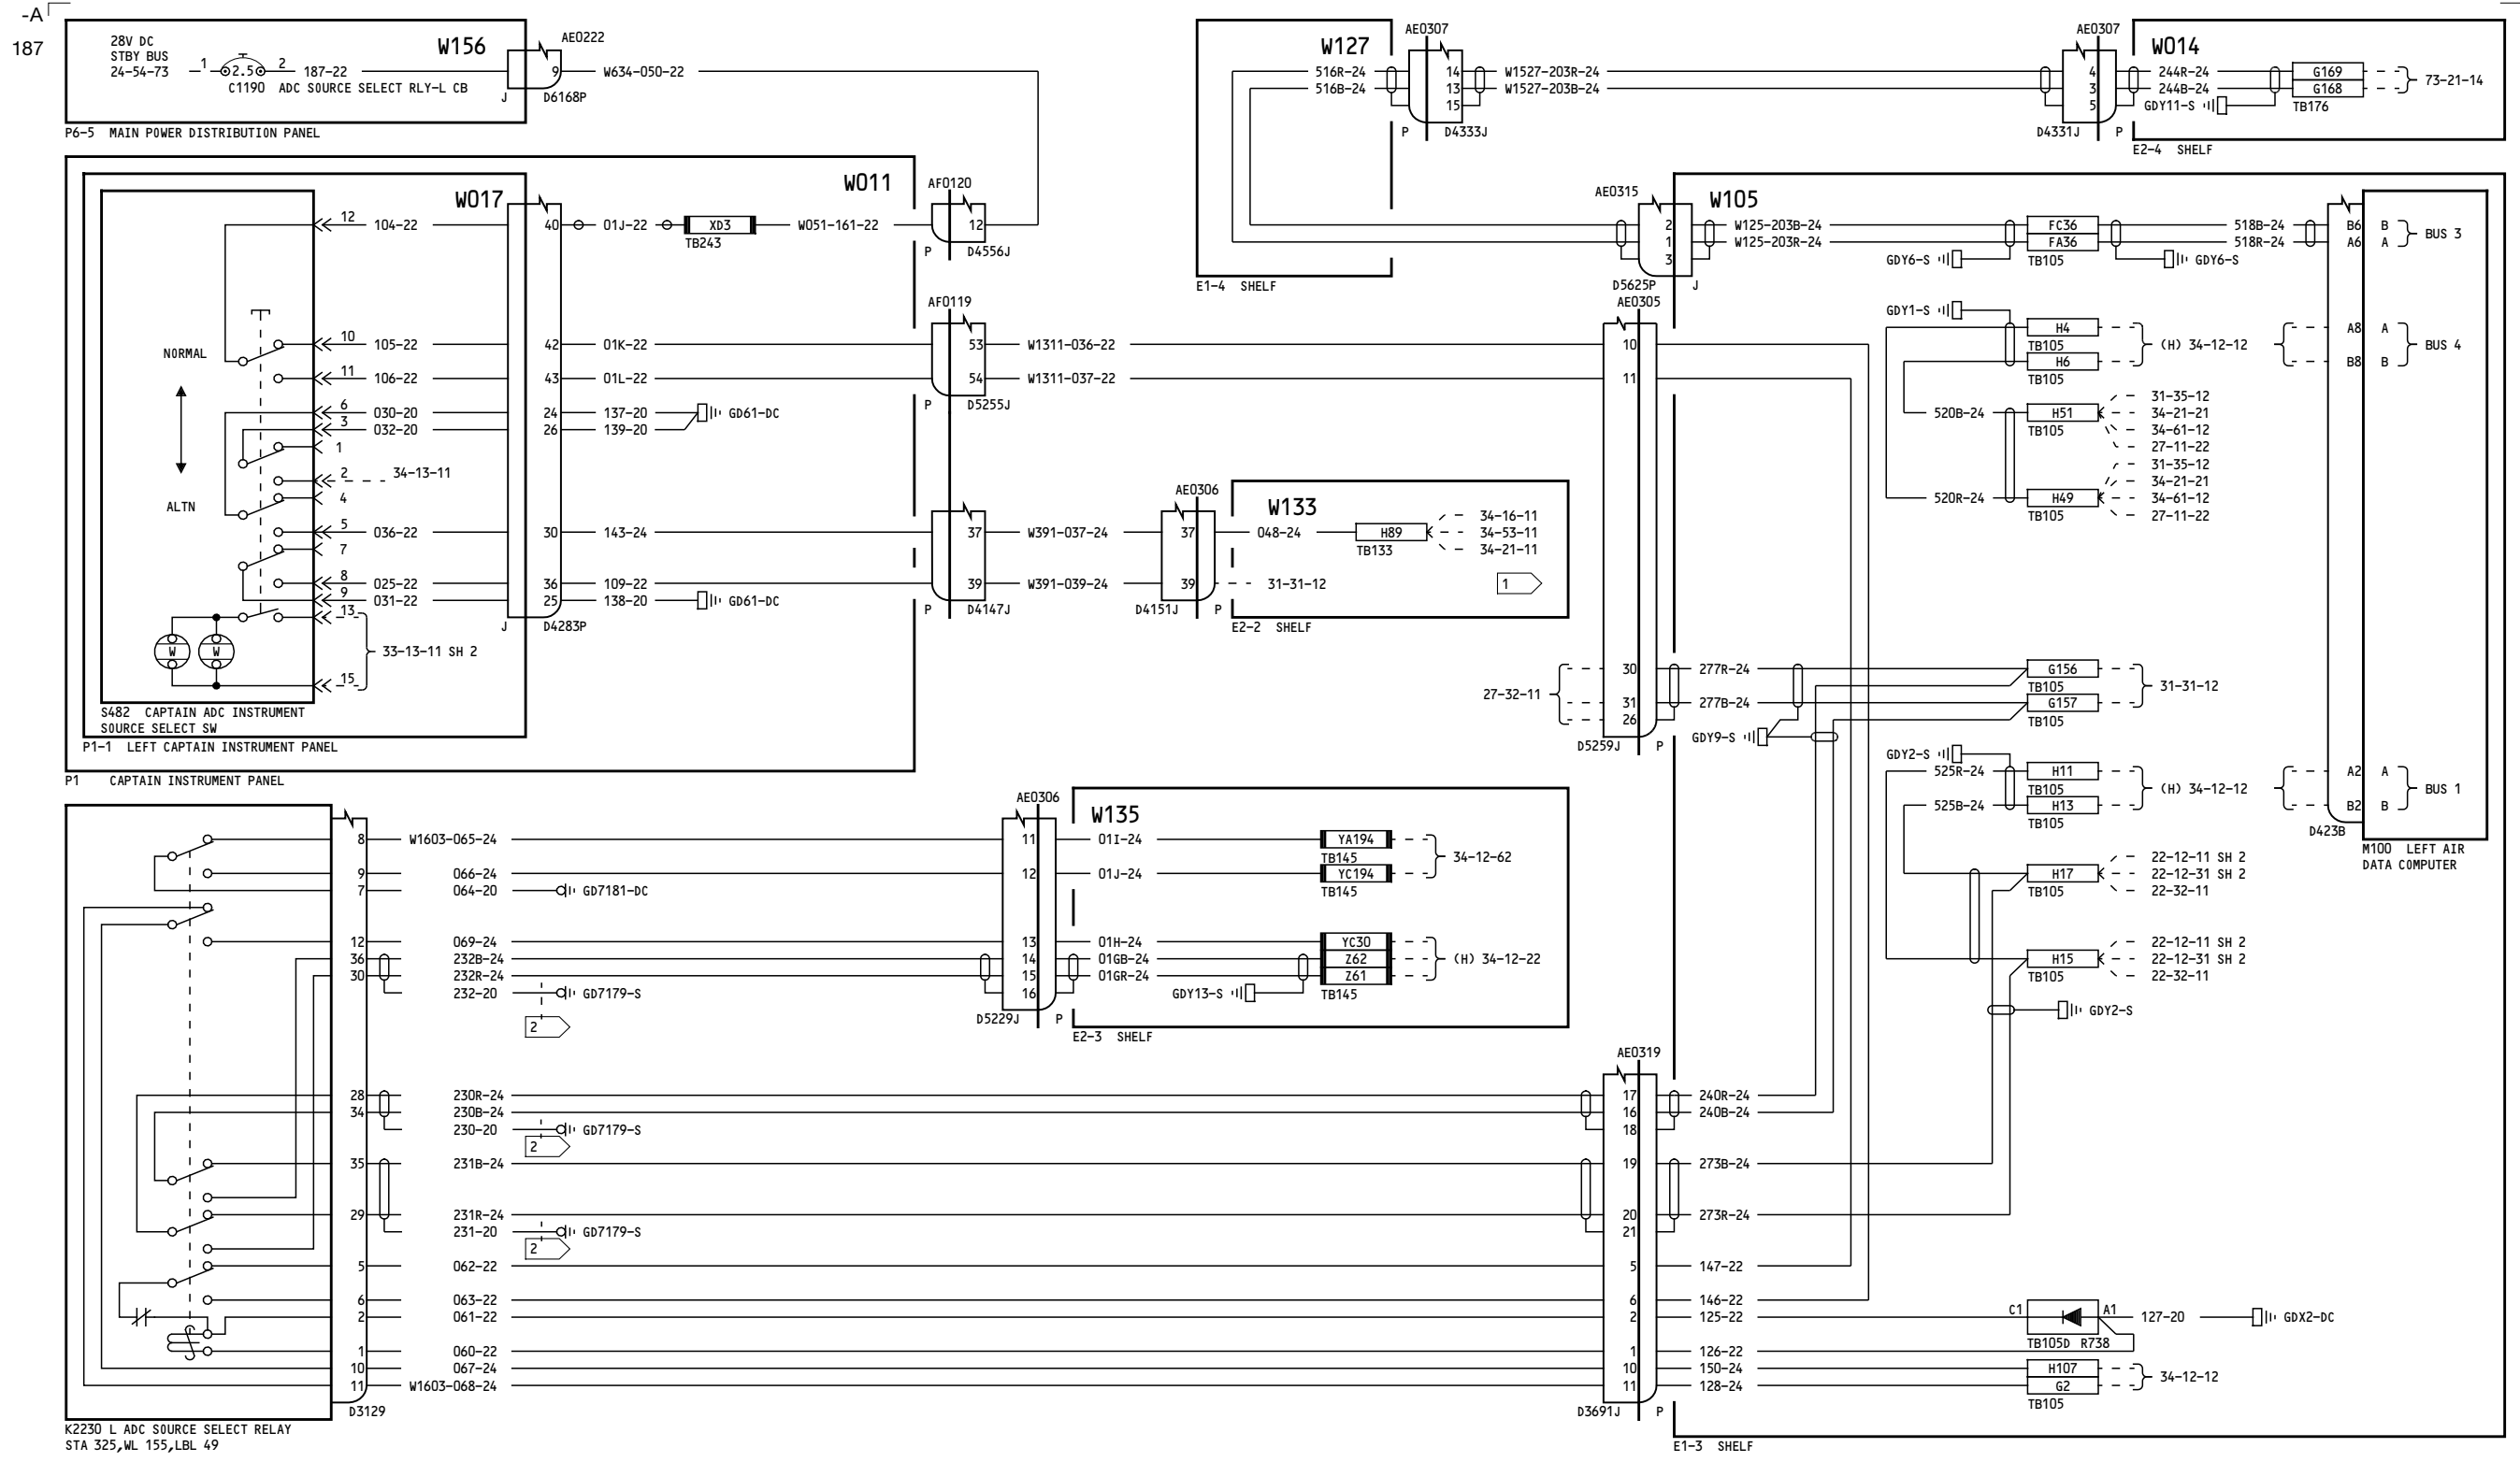 -A
187
28V DC
STBY BUS
24-54-73
1
2.5
2
187-22
C1190 ADC SOURCE SELECT RLY-L CB
W156
AE0222
9
W634-050-22
J
D6168P
P6-5 MAIN POWER DISTRIBUTION PANEL
W127
AE0307
516R-24
14
W1527-203R-24
516B-24
13
W1527-203B-24
15
P
D4333J
AE0307
W014
4
244R-24
G169
73-21-14
3
244B-24
G168
5
GDY11-S
TB176
D4331J
P
E2-4 SHELF
W017
W011
AF0120
12
104-22
40
01J-22
XD3
TB243
W051-161-22
12
P
D4556J
NORMAL
ALTN
10
105-22
42
01K-22
AF0119
53
W1311-036-22
11
106-22
43
01L-22
54
W1311-037-22
P
D5255J
6
030-20
24
137-20
GD61-DC
3
032-20
26
139-20
1
2
34-13-11
4
5
036-22
30
143-24
37
W391-037-24
7
8
025-22
36
109-22
39
W391-039-24
9
031-22
25
138-20
GD61-DC
P
D4147J
13
33-13-11 SH 2
15
W
W
J
D4283P
S482 CAPTAIN ADC INSTRUMENT
SOURCE SELECT SW
P1-1 LEFT CAPTAIN INSTRUMENT PANEL
P1 CAPTAIN INSTRUMENT PANEL
AE0306
W133
37
048-24
H89
TB133
34-16-11
34-53-11
34-21-11
39
31-31-12
1
D4151J
P
E2-2 SHELF
E1-4 SHELF
AE0315
W105
2
W125-203B-24
FC36
518B-24
B6
B
BUS 3
1
W125-203R-24
FA36
518R-24
A6
A
3
GDY6-S
TB105
GDY6-S
D5625P
J
AE0305
10
11
GDY1-S
H4
TB105
H6
TB105
(H) 34-12-12
A8
A
BUS 4
B8
B
520B-24
H51
TB105
31-35-12
34-21-21
34-61-12
27-11-22
520R-24
H49
TB105
31-35-12
34-21-21
34-61-12
27-11-22
27-32-11
30
277R-24
G156
TB105
31-31-12
31
277B-24
G157
TB105
26
GDY9-S
D5259J
P
GDY2-S
525R-24
H11
TB105
525B-24
H13
TB105
(H) 34-12-12
A2
A
BUS 1
B2
B
D423B
M100 LEFT AIR
DATA COMPUTER
H17
TB105
22-12-11 SH 2
22-12-31 SH 2
22-32-11
H15
TB105
22-12-11 SH 2
22-12-31 SH 2
22-32-11
GDY2-S
8
W1603-065-24
9
066-24
7
064-20
GD7181-DC
12
069-24
36
232B-24
30
232R-24
232-20
GD7179-S
2
AE0306
W135
11
01I-24
YA194
TB145
34-12-62
12
01J-24
YC194
TB145
13
01H-24
YC30
14
01GB-24
Z62
(H) 34-12-22
15
01GR-24
Z61
16
GDY13-S
TB145
D5229J
P
E2-3 SHELF
AE0319
28
230R-24
17
240R-24
34
230B-24
16
240B-24
230-20
GD7179-S
18
2
35
231B-24
19
273B-24
29
231R-24
20
273R-24
231-20
GD7179-S
21
2
5
062-22
5
147-22
6
063-22
6
146-22
2
061-22
2
125-22
C1
A1
127-20
GDX2-DC
TB105D R738
1
060-22
1
126-22
10
067-24
10
150-24
H107
34-12-12
11
W1603-068-24
11
128-24
G2
TB105
D3129
D3691J
P
K2230 L ADC SOURCE SELECT RELAY
STA 325,WL 155,LBL 49
E1-3 SHELF